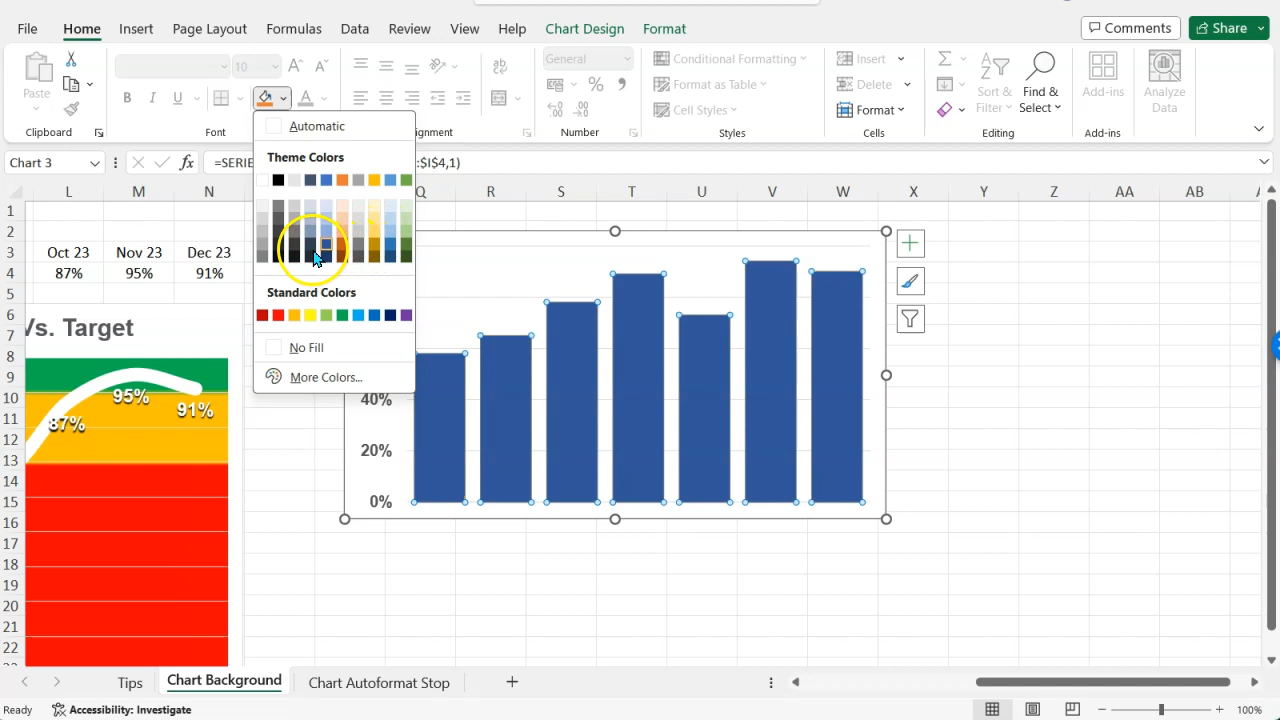 File Home Insert Page Layout Formulas Data Review View Help Chart Design Format Comments Share
Paste
General
Conditional Formatting
Format as Table
Cell Styles
Insert
Delete
Format
Sort &
Filter
Find &
Select
Add-ins
Analyze
Data
B I U A
Clipboard Font Number Styles Cells Editing Add-ins
Chart 3 fx =SERIE :$I$4,1)
Automatic
Theme Colors
Standard Colors
No Fill
More Colors...
L M N Q R S T U V W X Y Z AA AB
1
2
3 Oct 23 Nov 23 Dec 23
4 87% 95% 91%
5
6
7
8
9
10
11
12
13
14
15
16
17
18
19
20
21
22
Vs. Target
95%
91%
87%
40%
20%
0%
Tips Chart Background Chart Autoformat Stop
Ready Accessibility: Investigate 100%